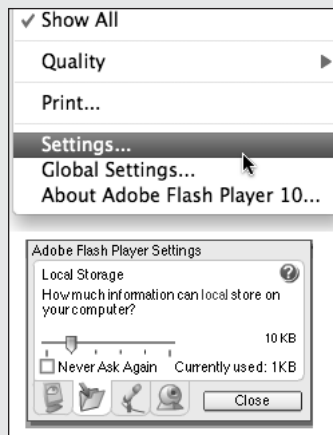 ✓ Show All
Quality ▶
Print...
Settings...
Global Settings...
About Adobe Flash Player 10...
Adobe Flash Player Settings
Local Storage
How much information can local store on
your computer?
10 KB
Never Ask Again Currently used: 1KB
Close